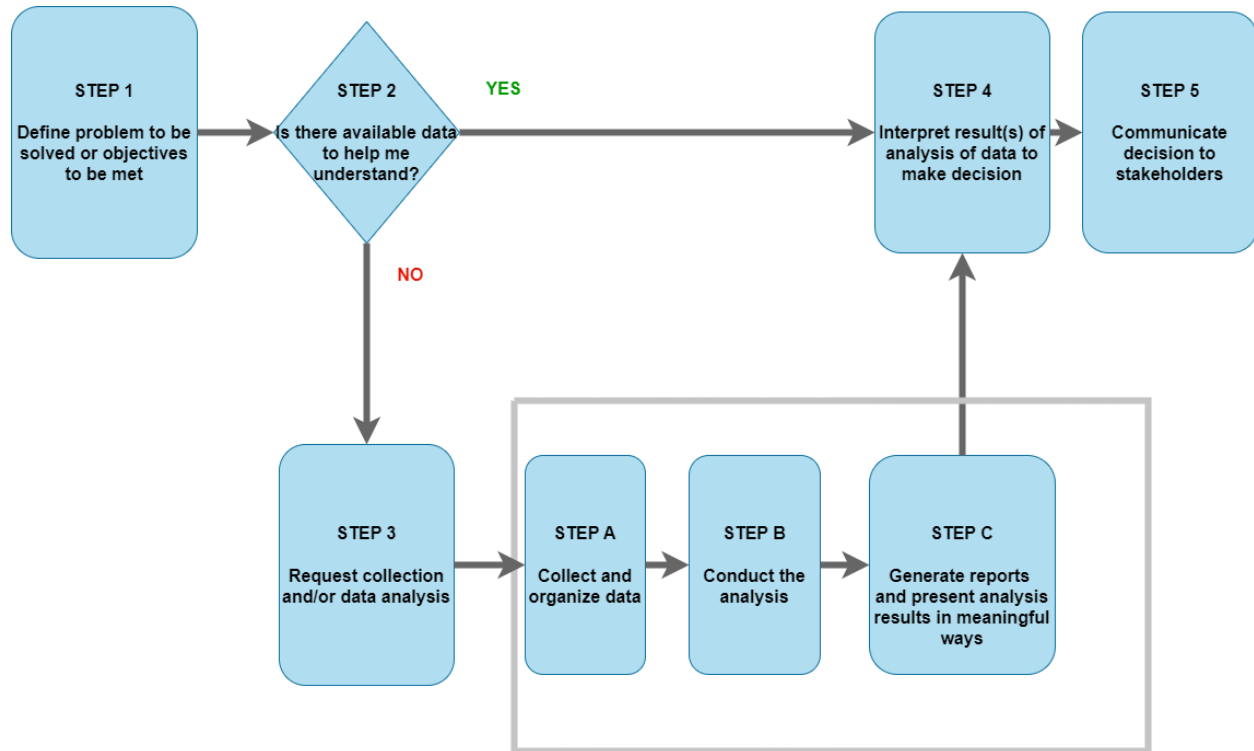 STEP 1
Define problem to be
solved or objectives
to be met
STEP 2
Is there available data
to help me
understand?
YES
NO
STEP 4
Interpret result(s) of
analysis of data to
make decision
STEP 5
Communicate
decision to
stakeholders
STEP 3
Request collection
and/or data analysis
STEP A
Collect and
organize data
STEP B
Conduct the
analysis
STEP C
Generate reports
and present analysis
results in meaningful
ways